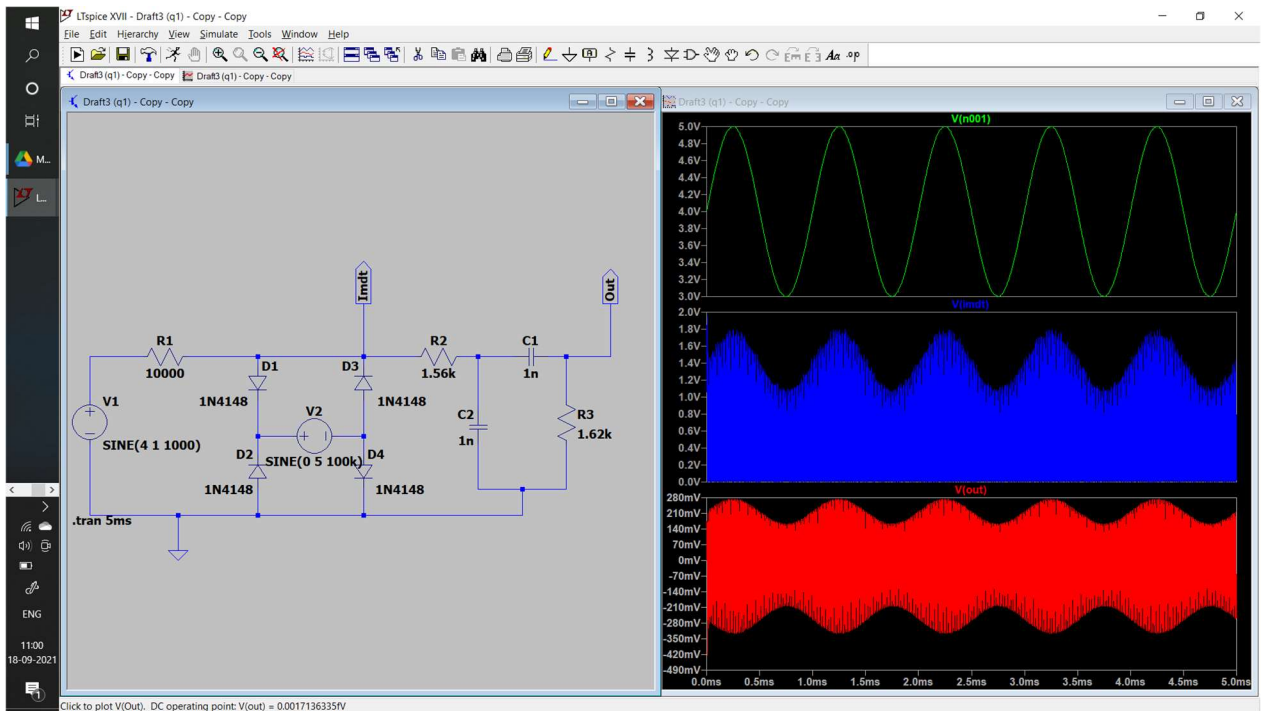 LTspice XVII - Draft3 (q1) - Copy - Copy
File Edit Hierarchy View Simulate Tools Window Help
Draft3 (q1) - Copy - Copy Draft3 (q1) - Copy - Copy
Draft3 (q1) - Copy - Copy
Imdt
Out
R1
10000
R2
1.56k
C1
1n
D1
D3
1N4148
1N4148
V1
SINE(4 1 1000)
V2
SINE(0 5 100k)
C2
1n
R3
1.62k
D2
D4
1N4148
1N4148
.tran 5ms
Draft3 (q1) - Copy - Copy
V(n001)
5.0V
4.8V
4.6V
4.4V
4.2V
4.0V
3.8V
3.6V
3.4V
3.2V
3.0V
V(imdt)
2.0V
1.8V
1.6V
1.4V
1.2V
1.0V
0.8V
0.6V
0.4V
0.2V
0.0V
V(out)
280mV
210mV
140mV
70mV
0mV
-70mV
-140mV
-210mV
-280mV
-350mV
-420mV
-490mV
0.0ms 0.5ms 1.0ms 1.5ms 2.0ms 2.5ms 3.0ms 3.5ms 4.0ms 4.5ms 5.0ms
M...
L...
ENG
11:00
18-09-2021
1
Click to plot V(Out). DC operating point: V(out) = 0.0017136335fV